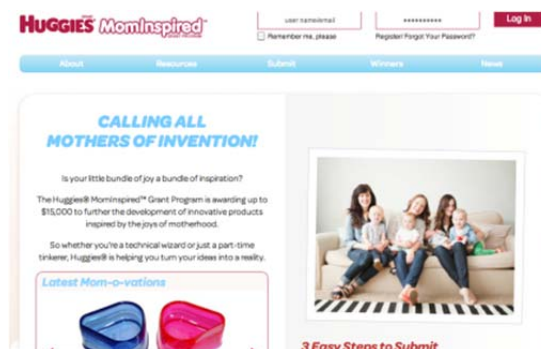 HUGGIES MomInspired™
user name/email
••••••••••
Log In
Remember me, please
Register! Forgot Your Password?
About Resources Submit Winners News
CALLING ALL
MOTHERS OF INVENTION!
Is your little bundle of joy a bundle of inspiration?
The Huggies® MomInspired™ Grant Program is awarding up to
$15,000 to further the development of innovative products
inspired by the joys of motherhood.
So whether you're a technical wizard or just a part-time
tinkerer, Huggies® is helping you turn your ideas into a reality.
Latest Mom-o-vations
3 Easy Steps to Submit